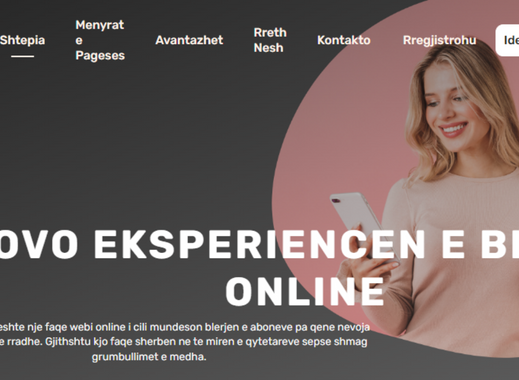 Shtepia
Menyrat
e
Pageses
Avantazhet
Rreth
Nesh
Kontakto
Rregjistrohu
Ide
OVO EKSPERIENCEN E B
ONLINE
eshte nje faqe webi online i cili mundeson blerjen e aboneve pa qene nevoja
e rradhe. Gjithshtu kjo faqe sherben ne te miren e qytetareve sepse shmag
grumbullimet e medha.